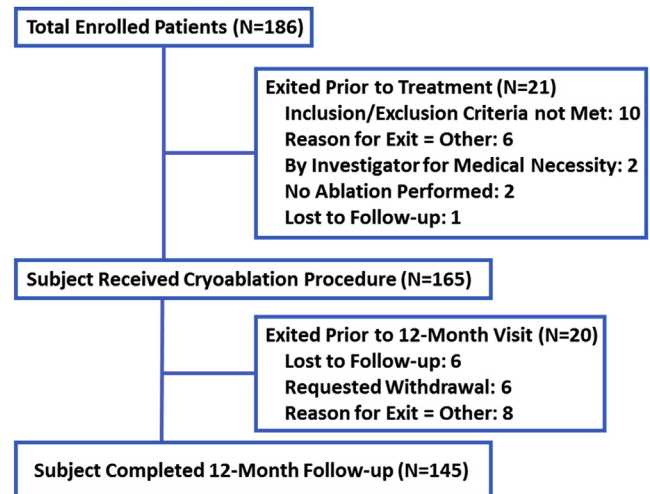 Total Enrolled Patients (N=186)
Exited Prior to Treatment (N=21)
Inclusion/Exclusion Criteria not Met: 10
Reason for Exit = Other: 6
By Investigator for Medical Necessity: 2
No Ablation Performed: 2
Lost to Follow-up: 1
Subject Received Cryoablation Procedure (N=165)
Exited Prior to 12-Month Visit (N=20)
Lost to Follow-up: 6
Requested Withdrawal: 6
Reason for Exit = Other: 8
Subject Completed 12-Month Follow-up (N=145)